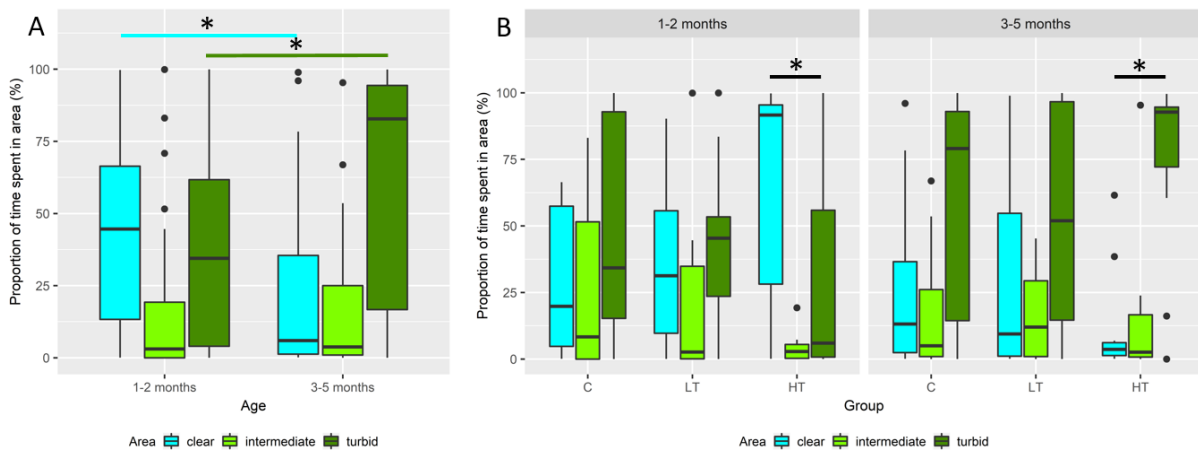 A
*
*
Proportion of time spent in area (%)
100
75
50
25
0
1-2 months 3-5 months
Age
Area clear intermediate turbid
B
1-2 months 3-5 months
*
*
Proportion of time spent in area (%)
100
75
50
25
0
C LT HT C LT HT
Group
Area clear intermediate turbid